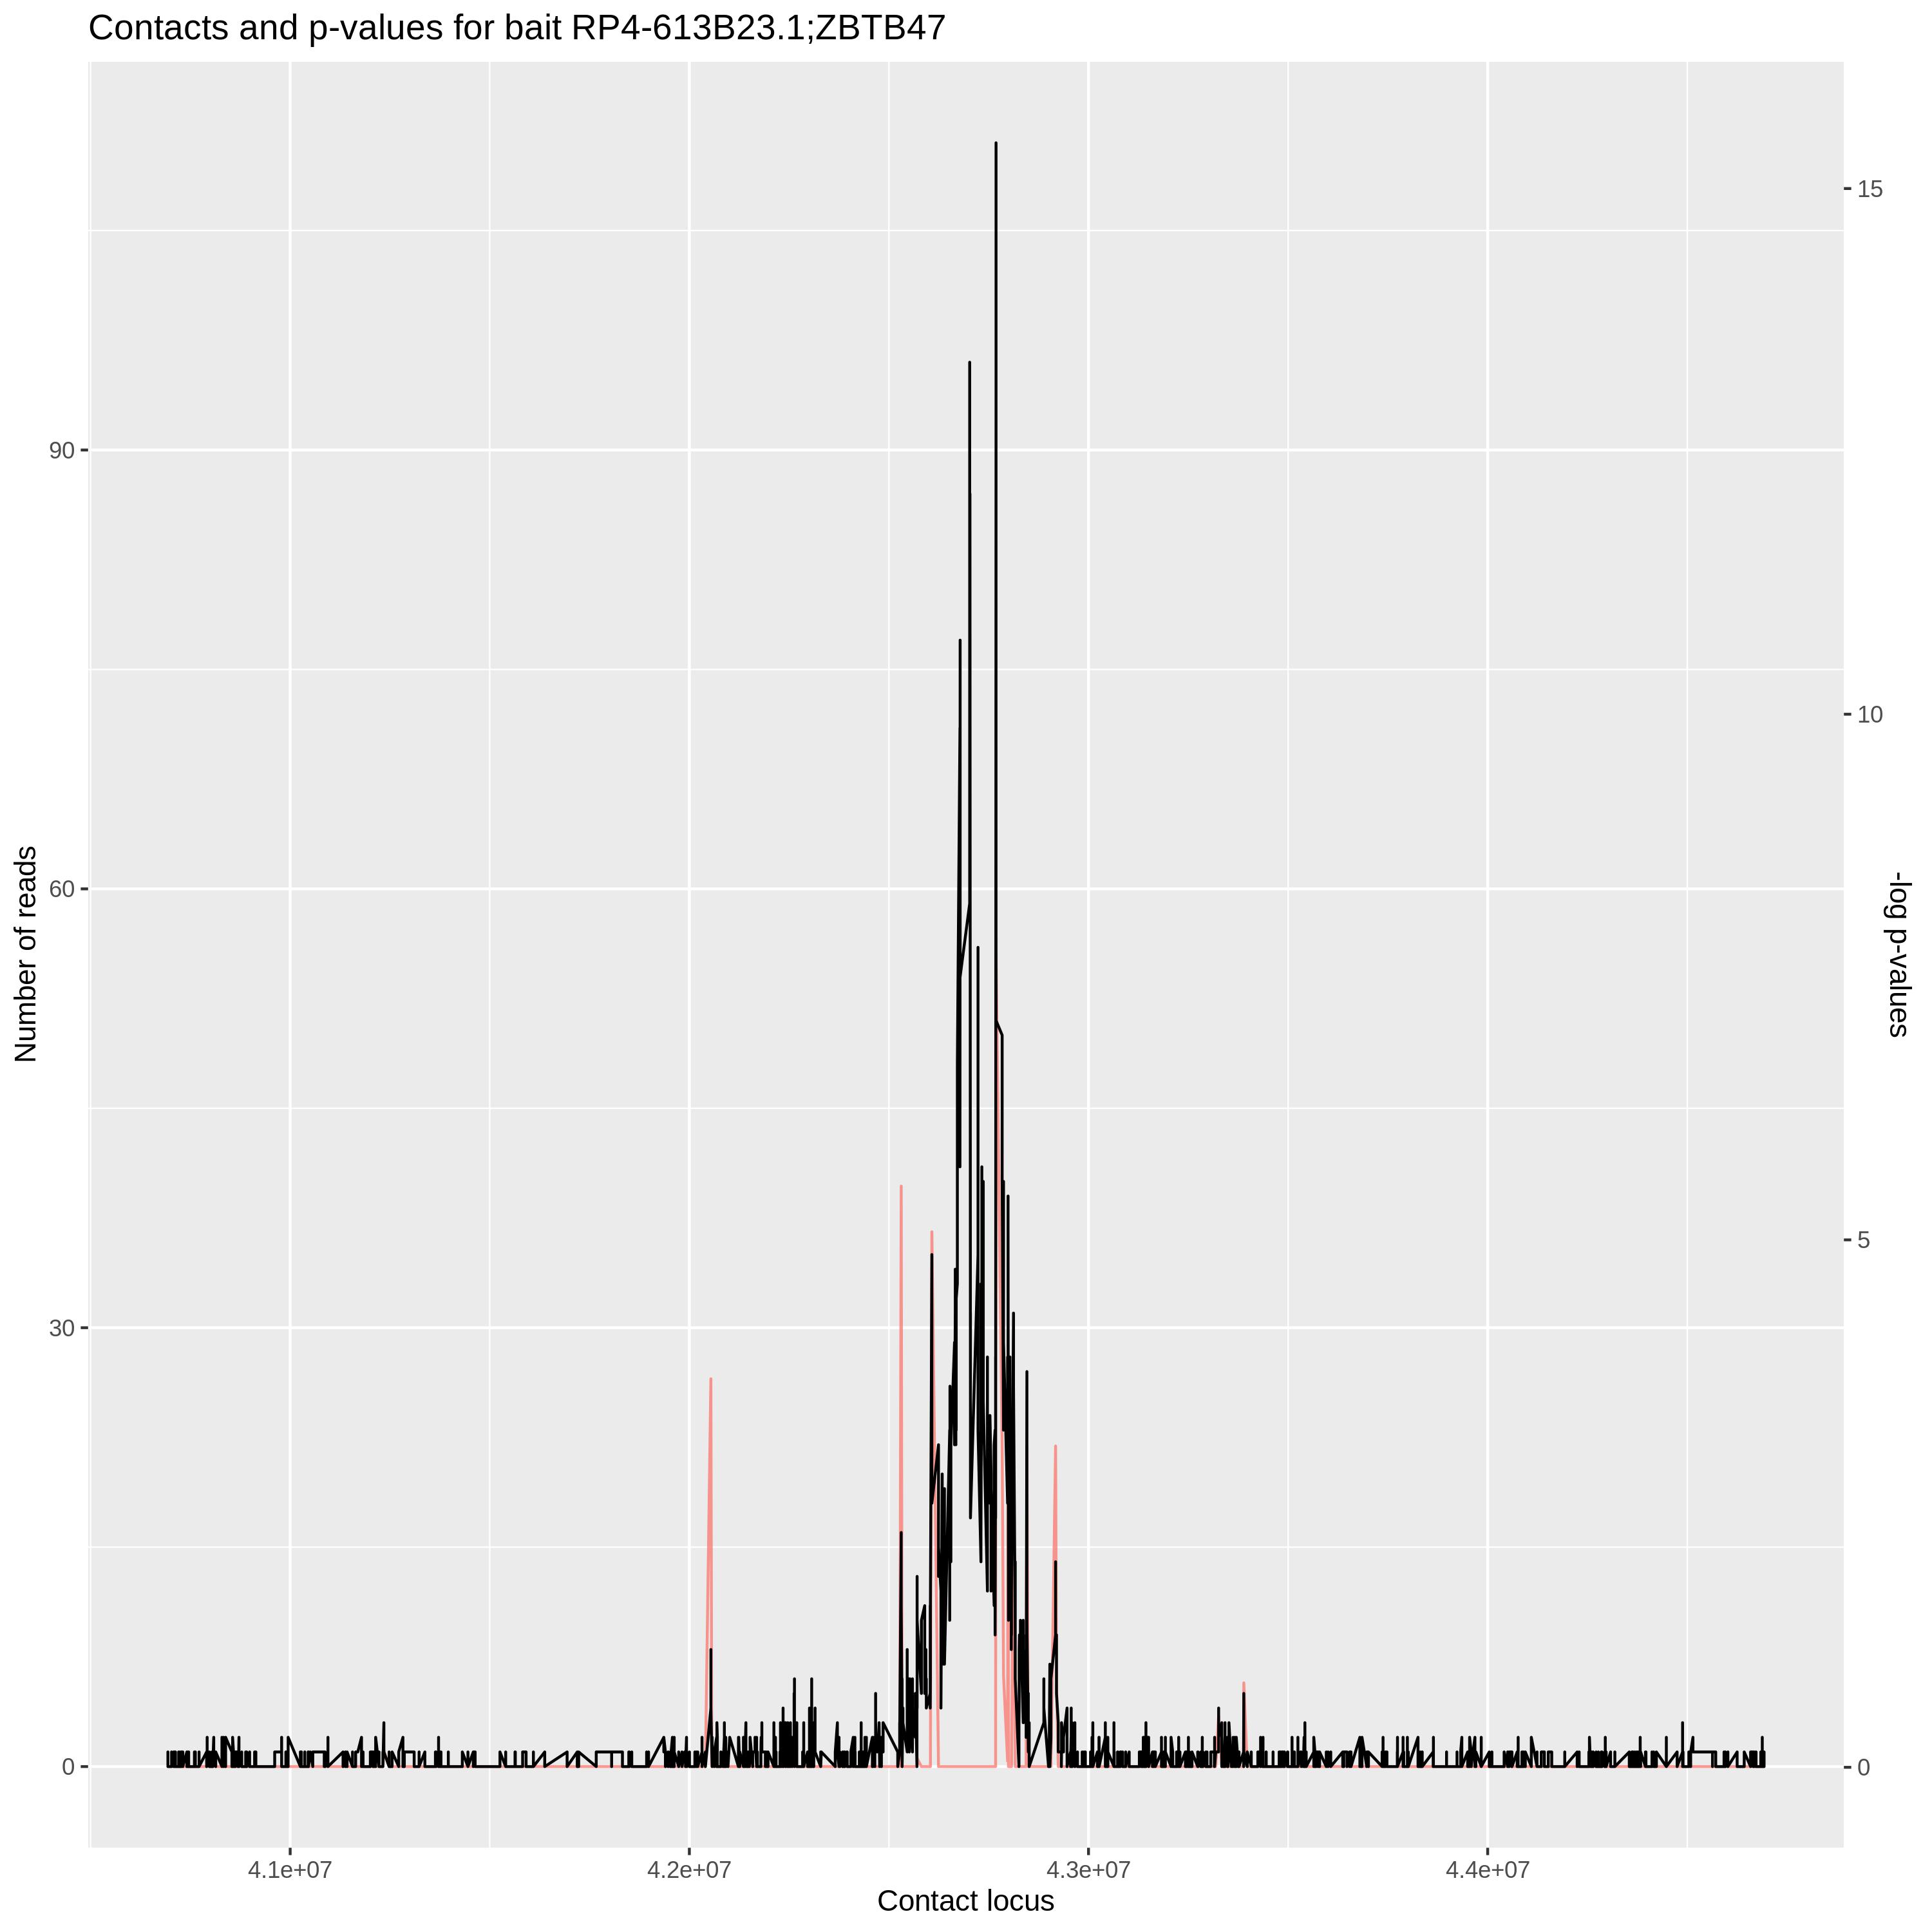 Contacts and p-values for bait RP4-613B23.1;ZBTB47
90
60
30
0
Number of reads
15
10
5
0
-log p-values
4.1e+07
4.2e+07
4.3e+07
4.4e+07
Contact locus